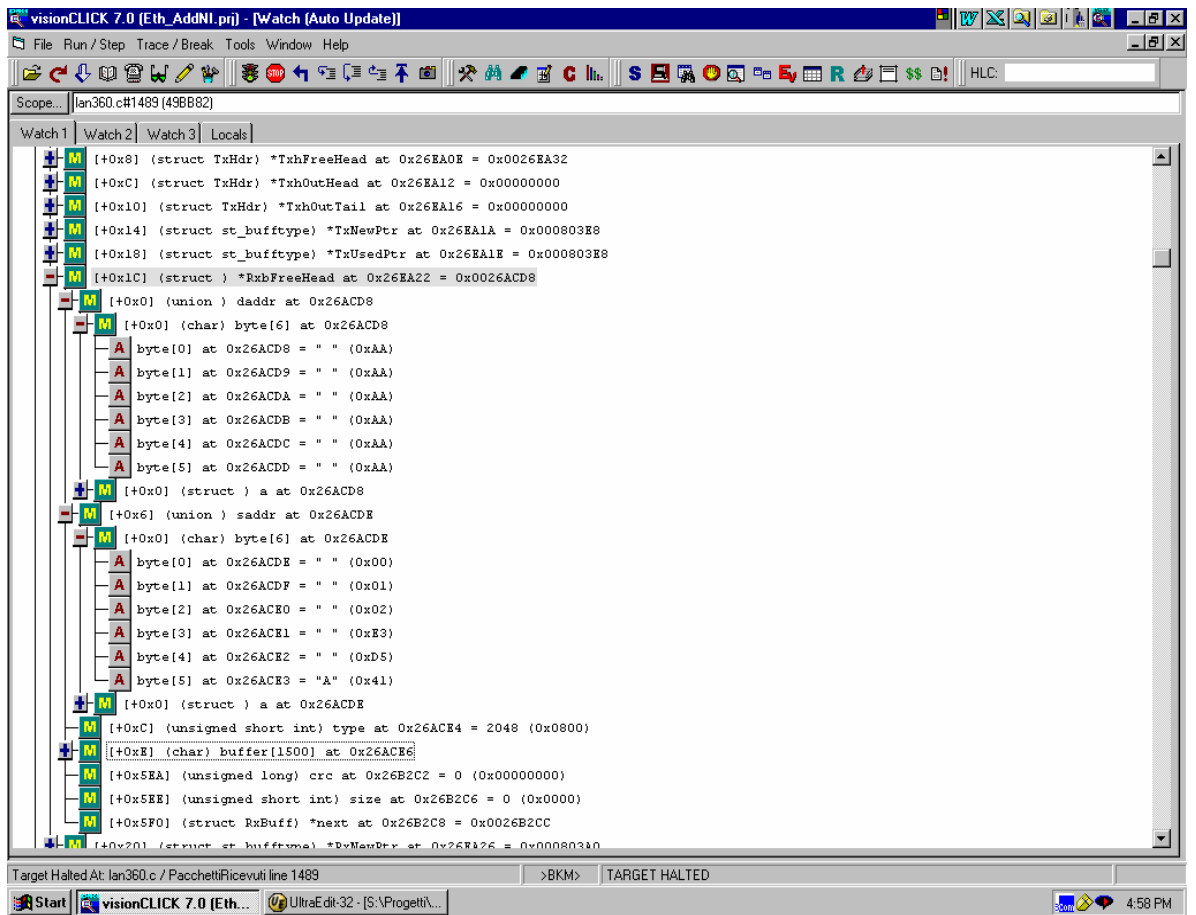 visionCLICK 7.0 (Eth_AddNI.prj) - [Watch (Auto Update)]
File Run / Step Trace / Break Tools Window Help
HLC:
Scope... lan360.c#1489 (49BB82)
Watch 1 Watch 2 Watch 3 Locals
[+0x8] (struct TxHdr) *TxhFreeHead at 0x26EA0E = 0x0026EA32
[+0xC] (struct TxHdr) *TxhOutHead at 0x26EA12 = 0x00000000
[+0x10] (struct TxHdr) *TxhOutTail at 0x26EA16 = 0x00000000
[+0x14] (struct st_bufftype) *TxNewPtr at 0x26EA1A = 0x000803E8
[+0x18] (struct st_bufftype) *TxUsedPtr at 0x26EA1E = 0x000803E8
[+0x1C] (struct ) *RxbFreeHead at 0x26EA22 = 0x0026ACD8
[+0x0] (union ) daddr at 0x26ACD8
[+0x0] (char) byte[6] at 0x26ACD8
A byte[0] at 0x26ACD8 = " " (0xAA)
A byte[1] at 0x26ACD9 = " " (0xAA)
A byte[2] at 0x26ACDA = " " (0xAA)
A byte[3] at 0x26ACDB = " " (0xAA)
A byte[4] at 0x26ACDC = " " (0xAA)
A byte[5] at 0x26ACDD = " " (0xAA)
[+0x0] (struct ) a at 0x26ACD8
[+0x6] (union ) saddr at 0x26ACDE
[+0x0] (char) byte[6] at 0x26ACDE
A byte[0] at 0x26ACDE = " " (0x00)
A byte[1] at 0x26ACDF = " " (0x01)
A byte[2] at 0x26ACE0 = " " (0x02)
A byte[3] at 0x26ACE1 = " " (0xE3)
A byte[4] at 0x26ACE2 = " " (0xD5)
A byte[5] at 0x26ACE3 = "A" (0x41)
[+0x0] (struct ) a at 0x26ACDE
[+0xC] (unsigned short int) type at 0x26ACE4 = 2048 (0x0800)
[+0xE] (char) buffer[1500] at 0x26ACE6
[+0x5EA] (unsigned long) crc at 0x26B2C2 = 0 (0x00000000)
[+0x5EE] (unsigned short int) size at 0x26B2C6 = 0 (0x0000)
[+0x5F0] (struct RxBuff) *next at 0x26B2C8 = 0x0026B2CC
[+0x20] (struct st_bufftype) *RxNewPtr at 0x26EA26 = 0x000803A0
Target Halted At: lan360.c / PacchettiRicevuti line 1489 >BKM> TARGET HALTED
Start visionCLICK 7.0 (Eth... UltraEdit-32 - [S:\Progetti\... 4:58 PM